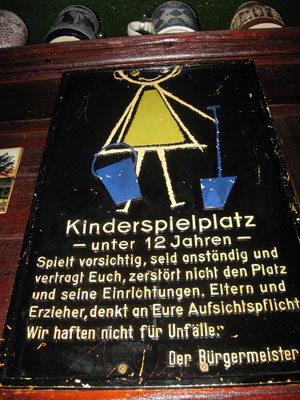 Kinderspielplatz
— unter 12 Jahren —
Spielt vorsichtig, seid anständig und
vertragt Euch, zerstört nicht den Platz
und seine Einrichtungen. Eltern und
Erzieher, denkt an Eure Aufsichtspflicht.
Wir haften nicht für Unfälle.
Der Bürgermeister